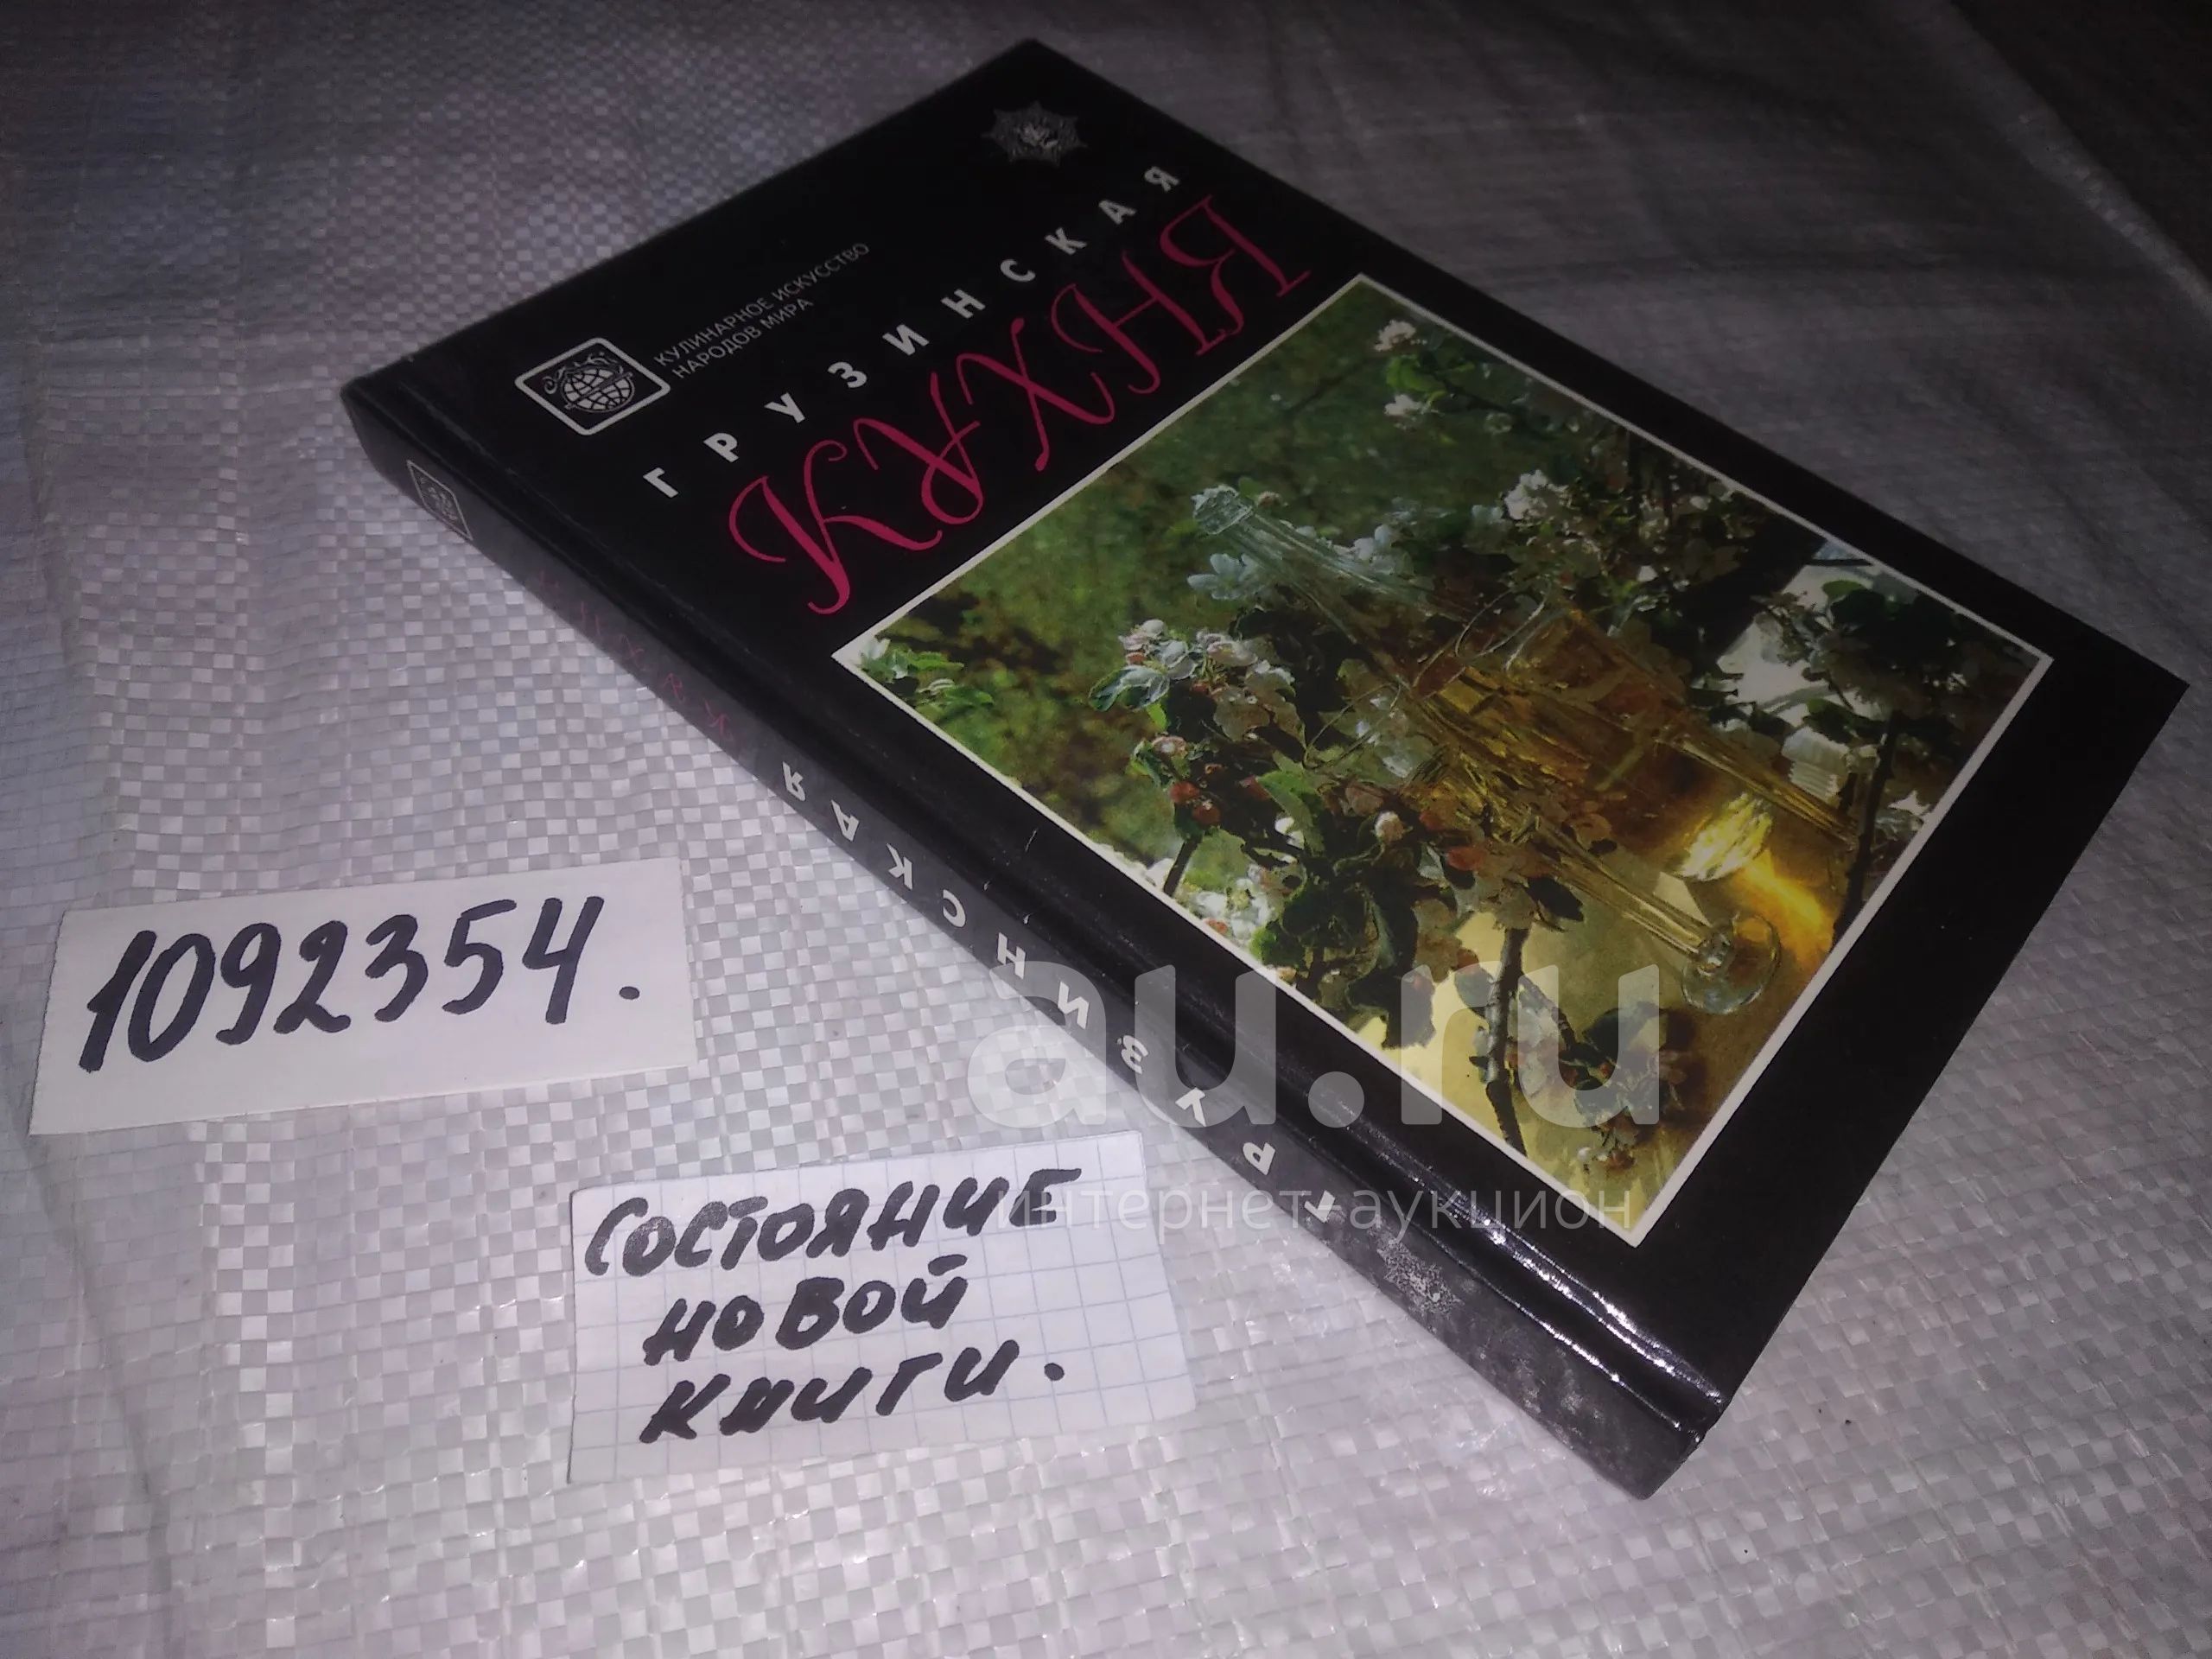 КУЛИНАРНОЕ ИСКУССТВО
НАРОДОВ МИРА
ГРУЗИНСКАЯ
КУХНЯ
ГРУЗИНСКАЯ КУХНЯ
1092354.
СОСТОЯНИЕ
НОВОЙ
КНИГИ.
au.ru
интернет-аукцион